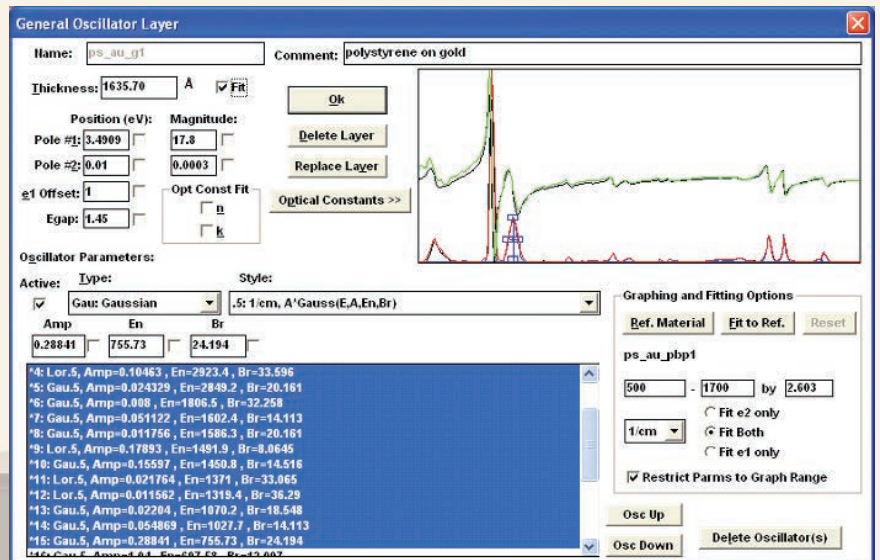 General Oscillator Layer
Name: ps_au_g1 Comment: polystyrene on gold
Thickness: 1635.70 Å Fit
Position (eV): Magnitude:
Pole #1: 3.4909 17.8
Pole #2: 0.01 0.0003
e1 Offset: 1
Egap: 1.45
Opt Const Fit
n
k
Ok
Delete Layer
Replace Layer
Optical Constants >>
Oscillator Parameters:
Active: Type: Style:
Gau: Gaussian .5: 1/cm, A*Gauss(E,A,En,Br)
Amp En Br
0.28841 755.73 24.194
*4: Lor.5, Amp=0.10463 , En=2923.4 , Br=33.596
*5: Gau.5, Amp=0.024329 , En=2849.2 , Br=20.161
*6: Gau.5, Amp=0.008 , En=1806.5 , Br=32.258
*7: Gau.5, Amp=0.051122 , En=1602.4 , Br=14.113
*8: Gau.5, Amp=0.011756 , En=1586.3 , Br=20.161
*9: Lor.5, Amp=0.17893 , En=1491.9 , Br=8.0645
*10: Gau.5, Amp=0.15597 , En=1450.8 , Br=14.516
*11: Gau.5, Amp=0.021764 , En=1371 , Br=33.065
*12: Gau.5, Amp=0.011562 , En=1319.4 , Br=36.29
*13: Gau.5, Amp=0.02204 , En=1070.2 , Br=18.548
*14: Gau.5, Amp=0.054869 , En=1027.7 , Br=14.113
*15: Gau.5, Amp=0.28841 , En=755.73 , Br=24.194
Graphing and Fitting Options
Ref. Material Fit to Ref. Reset
ps_au_pbp1
500 - 1700 by 2.603
1/cm
Fit e2 only
Fit Both
Fit e1 only
Restrict Parms to Graph Range
Osc Up
Osc Down
Delete Oscillator(s)